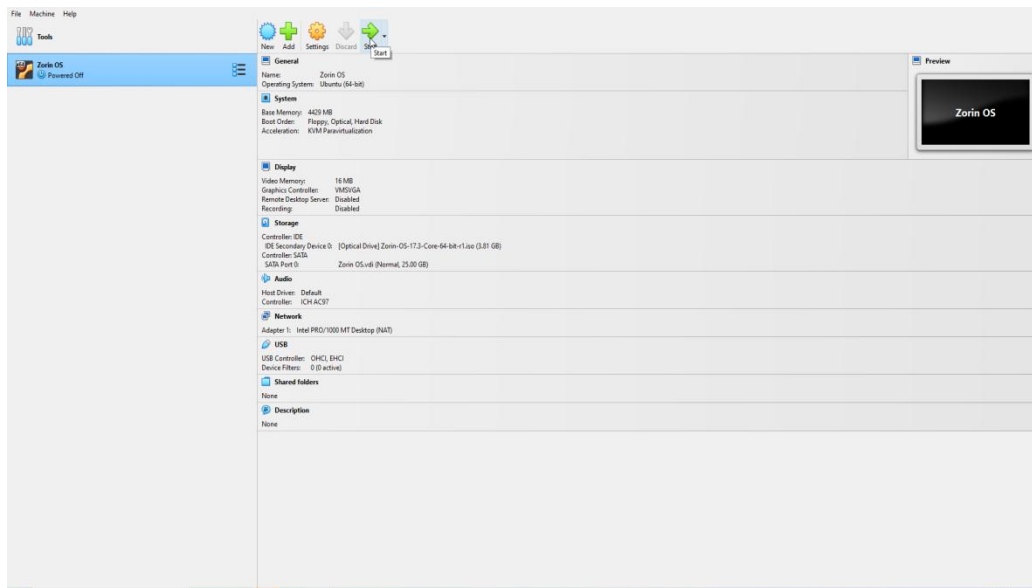 File Machine Help
Tools
New Add Settings Discard Start
Start
Zorin OS
Powered Off
General
Name: Zorin OS
Operating System: Ubuntu (64-bit)
System
Base Memory: 4429 MB
Boot Order: Floppy, Optical, Hard Disk
Acceleration: KVM Paravirtualization
Display
Video Memory: 16 MB
Graphics Controller: VMSVGA
Remote Desktop Server: Disabled
Recording: Disabled
Storage
Controller: IDE
IDE Secondary Device 0: [Optical Drive] Zorin-OS-17.3-Core-64-bit-r1.iso (3.81 GB)
Controller: SATA
SATA Port 0: Zorin OS.vdi (Normal, 25.00 GB)
Audio
Host Driver: Default
Controller: ICH AC97
Network
Adapter 1: Intel PRO/1000 MT Desktop (NAT)
USB
USB Controller: OHCI, EHCI
Device Filters: 0 (0 active)
Shared folders
None
Description
None
Preview
Zorin OS